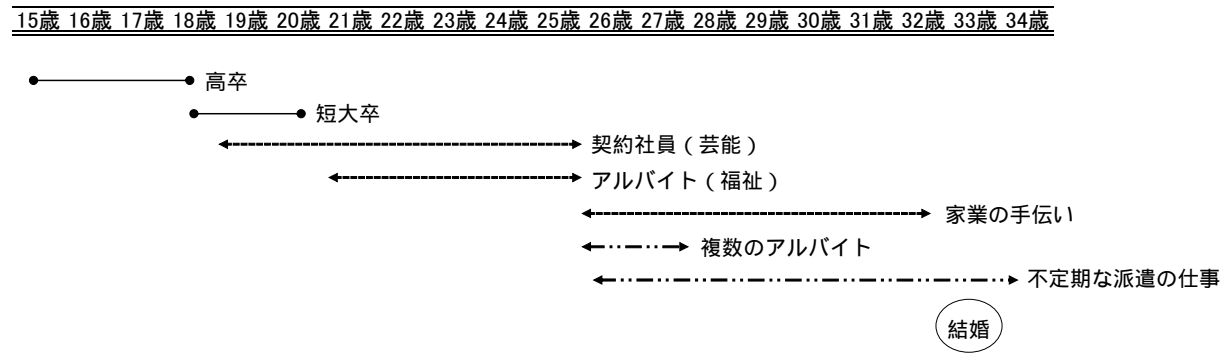 15歳 16歳 17歳 18歳 19歳 20歳 21歳 22歳 23歳 24歳 25歳 26歳 27歳 28歳 29歳 30歳 31歳 32歳 33歳 34歳
高卒
短大卒
契約社員（芸能）
アルバイト（福祉）
家業の手伝い
複数のアルバイト
不定期な派遣の仕事
結婚